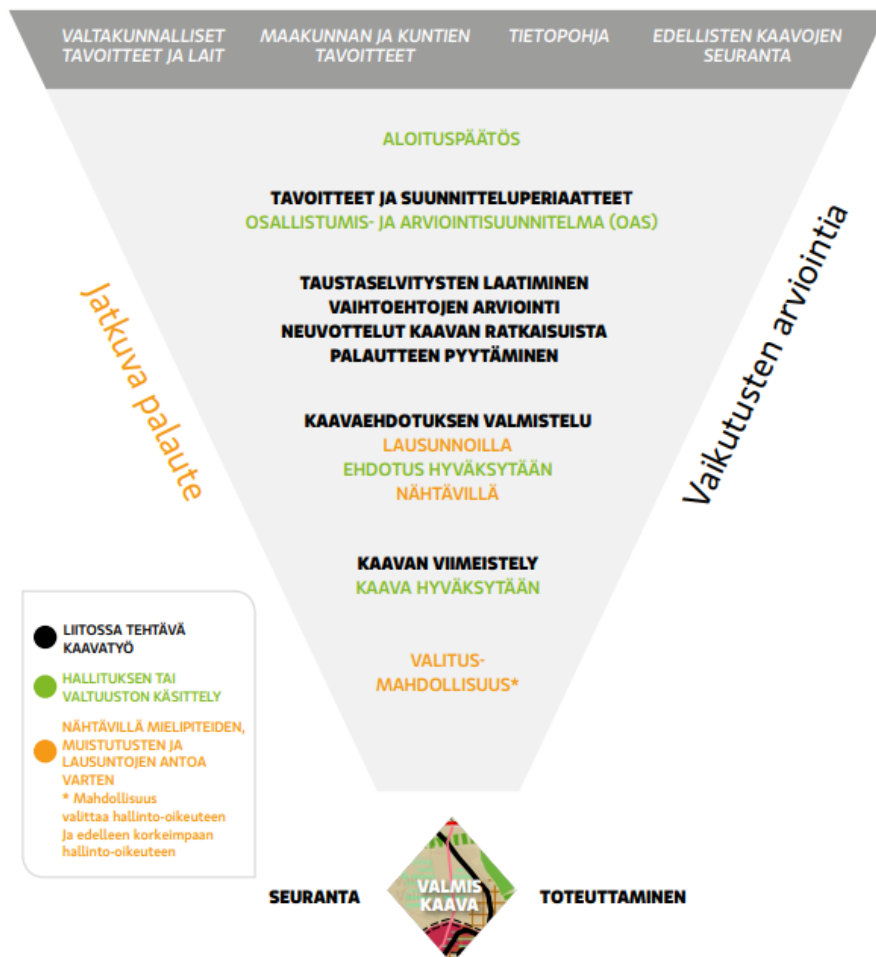 VALTAKUNNALLISET
TAVOITTEET JA LAIT
MAAKUNNAN JA KUNTIEN
TAVOITTEET
TIETOPOHJA
EDELLISTEN KAAVOJEN
SEURANTA
ALOITUSPÄÄTÖS
TAVOITTEET JA SUUNNITTELUPERIAATTEET
OSALLISTUMIS- JA ARVIOINTISUUNNITELMA (OAS)
TAUSTASELVITYSTEN LAATIMINEN
VAIHTOEHTOJEN ARVIOINTI
NEUVOTTELUT KAAVAN RATKAISUISTA
PALAUTTEEN PYYTÄMINEN
Jatkuva palaute
Vaikutusten arviointia
KAAVAEHDOTUKSEN VALMISTELU
LAUSUNNOILLA
EHDOTUS HYVÄKSYTÄÄN
NÄHTÄVILLÄ
KAAVAN VIIMEISTELY
KAAVA HYVÄKSYTÄÄN
VALITUS-
MAHDOLLISUUS*
LIITOSSA TEHTÄVÄ
KAAVATYÖ
HALLITUKSEN TAI
VALTUUSTON KÄSITTELY
NÄHTÄVILLÄ MIELIPITEIDEN,
MUISTUTUSTEN JA
LAUSUNTOJEN ANTOA
VARTEN
* Mahdollisuus
valittaa hallinto-oikeuteen
Ja edelleen korkeimpaan
hallinto-oikeuteen
SEURANTA
VALMIS
KAAVA
TOTEUTTAMINEN